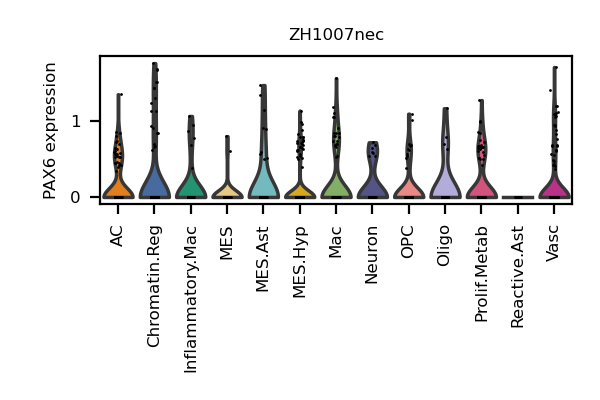 ZH1007nec
PAX6 expression
1
0
AC
Chromatin.Reg
Inflammatory.Mac
MES
MES.Ast
MES.Hyp
Mac
Neuron
OPC
Oligo
Prolif.Metab
Reactive.Ast
Vasc